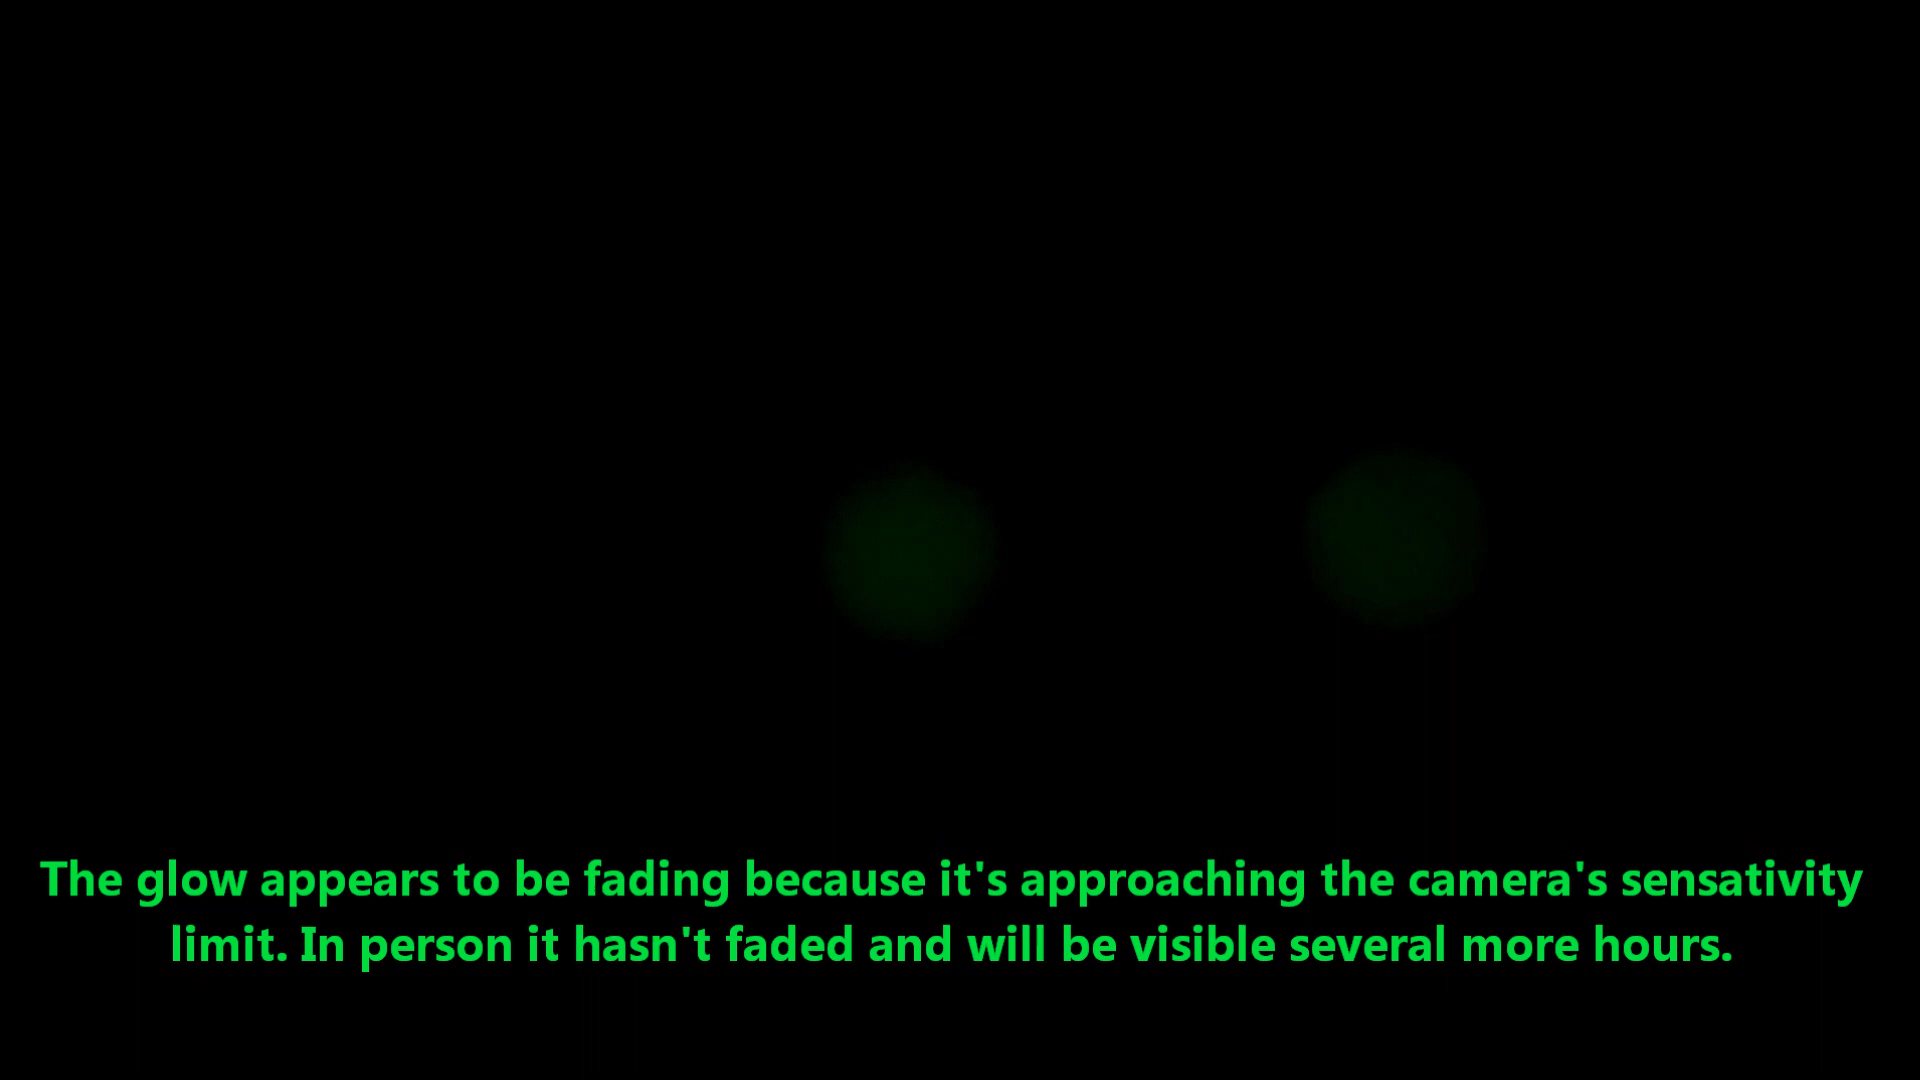 The glow appears to be fading because it's approaching the camera's sensativity
limit. In person it hasn't faded and will be visible several more hours.